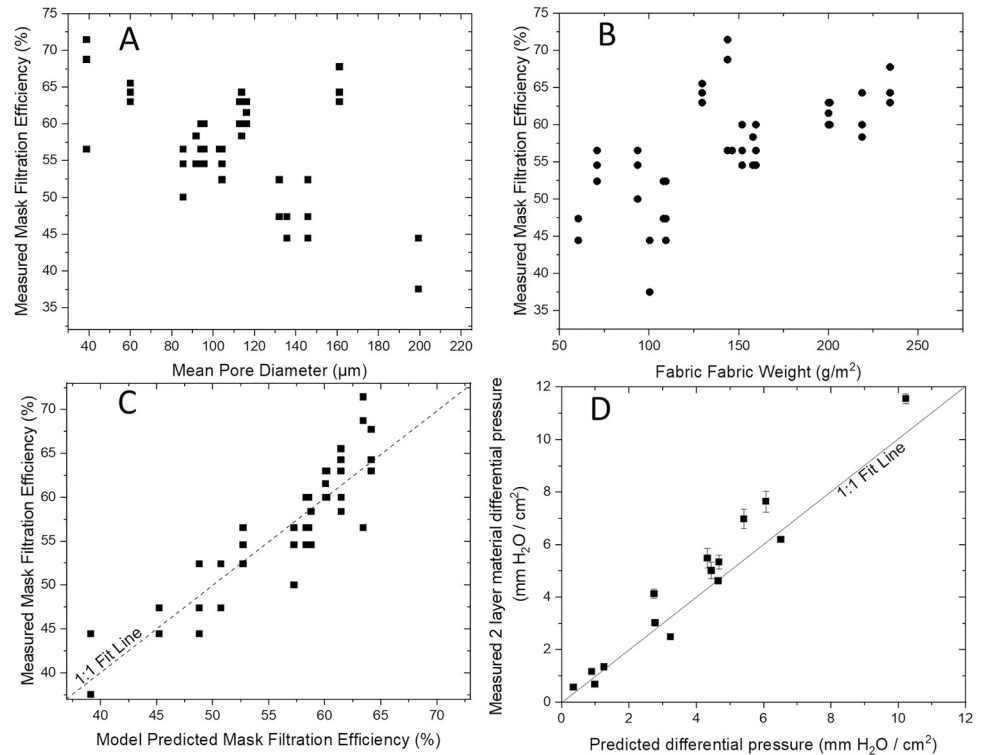 A
75
70
65
60
55
50
45
40
35
Measured Mask Filtration Efficiency (%)
40 60 80 100 120 140 160 180 200 220
Mean Pore Diameter (μm)
B
75
70
65
60
55
50
45
40
35
Measured Mask Filtration Efficiency (%)
50 100 150 200 250
Fabric Fabric Weight (g/m²)
C
70
65
60
55
50
45
40
Measured Mask Filtration Efficiency (%)
1:1 Fit Line
40 45 50 55 60 65 70
Model Predicted Mask Filtration Efficiency (%)
D
12
10
8
6
4
2
0
Measured 2 layer material differential pressure
(mm H₂O / cm²)
1:1 Fit Line
0 2 4 6 8 10 12
Predicted differential pressure (mm H₂O / cm²)